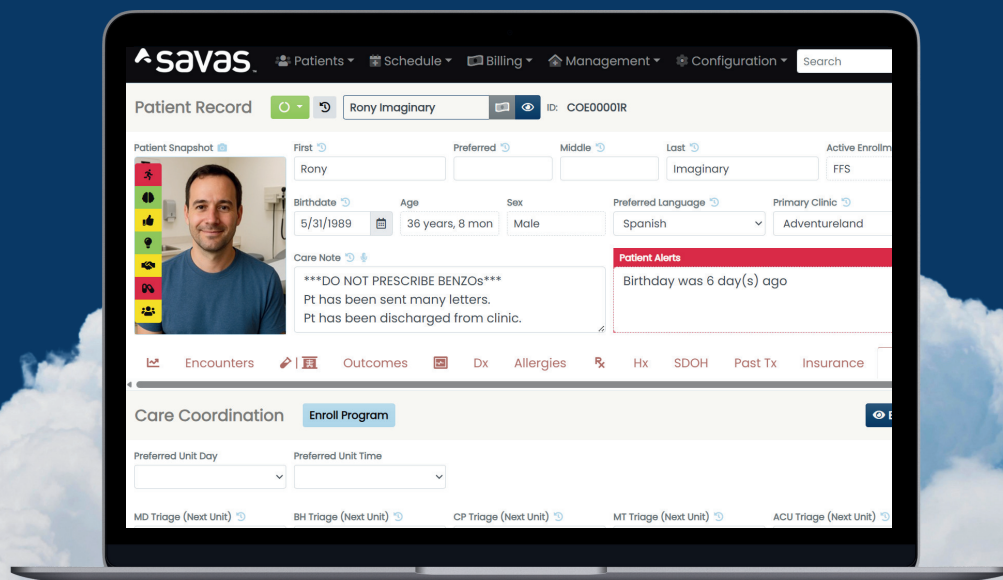 savas
Patients Schedule Billing Management Configuration Search
Patient Record Rony Imaginary ID: COE00001R
Patient Snapshot First Preferred Middle Last Active Enrollm
Rony Imaginary FFS
Birthdate Age Sex Preferred Language Primary Clinic
5/31/1989 36 years, 8 mon Male Spanish Adventureland
Care Note Patient Alerts
***DO NOT PRESCRIBE BENZOs***
Pt has been sent many letters.
Pt has been discharged from clinic.
Birthday was 6 day(s) ago
Encounters Outcomes Dx Allergies Rx Hx SDOH Past Tx Insurance
Care Coordination Enroll Program
Preferred Unit Day Preferred Unit Time
MD Triage (Next Unit) BH Triage (Next Unit) CP Triage (Next Unit) MT Triage (Next Unit) ACU Triage (Next Unit)